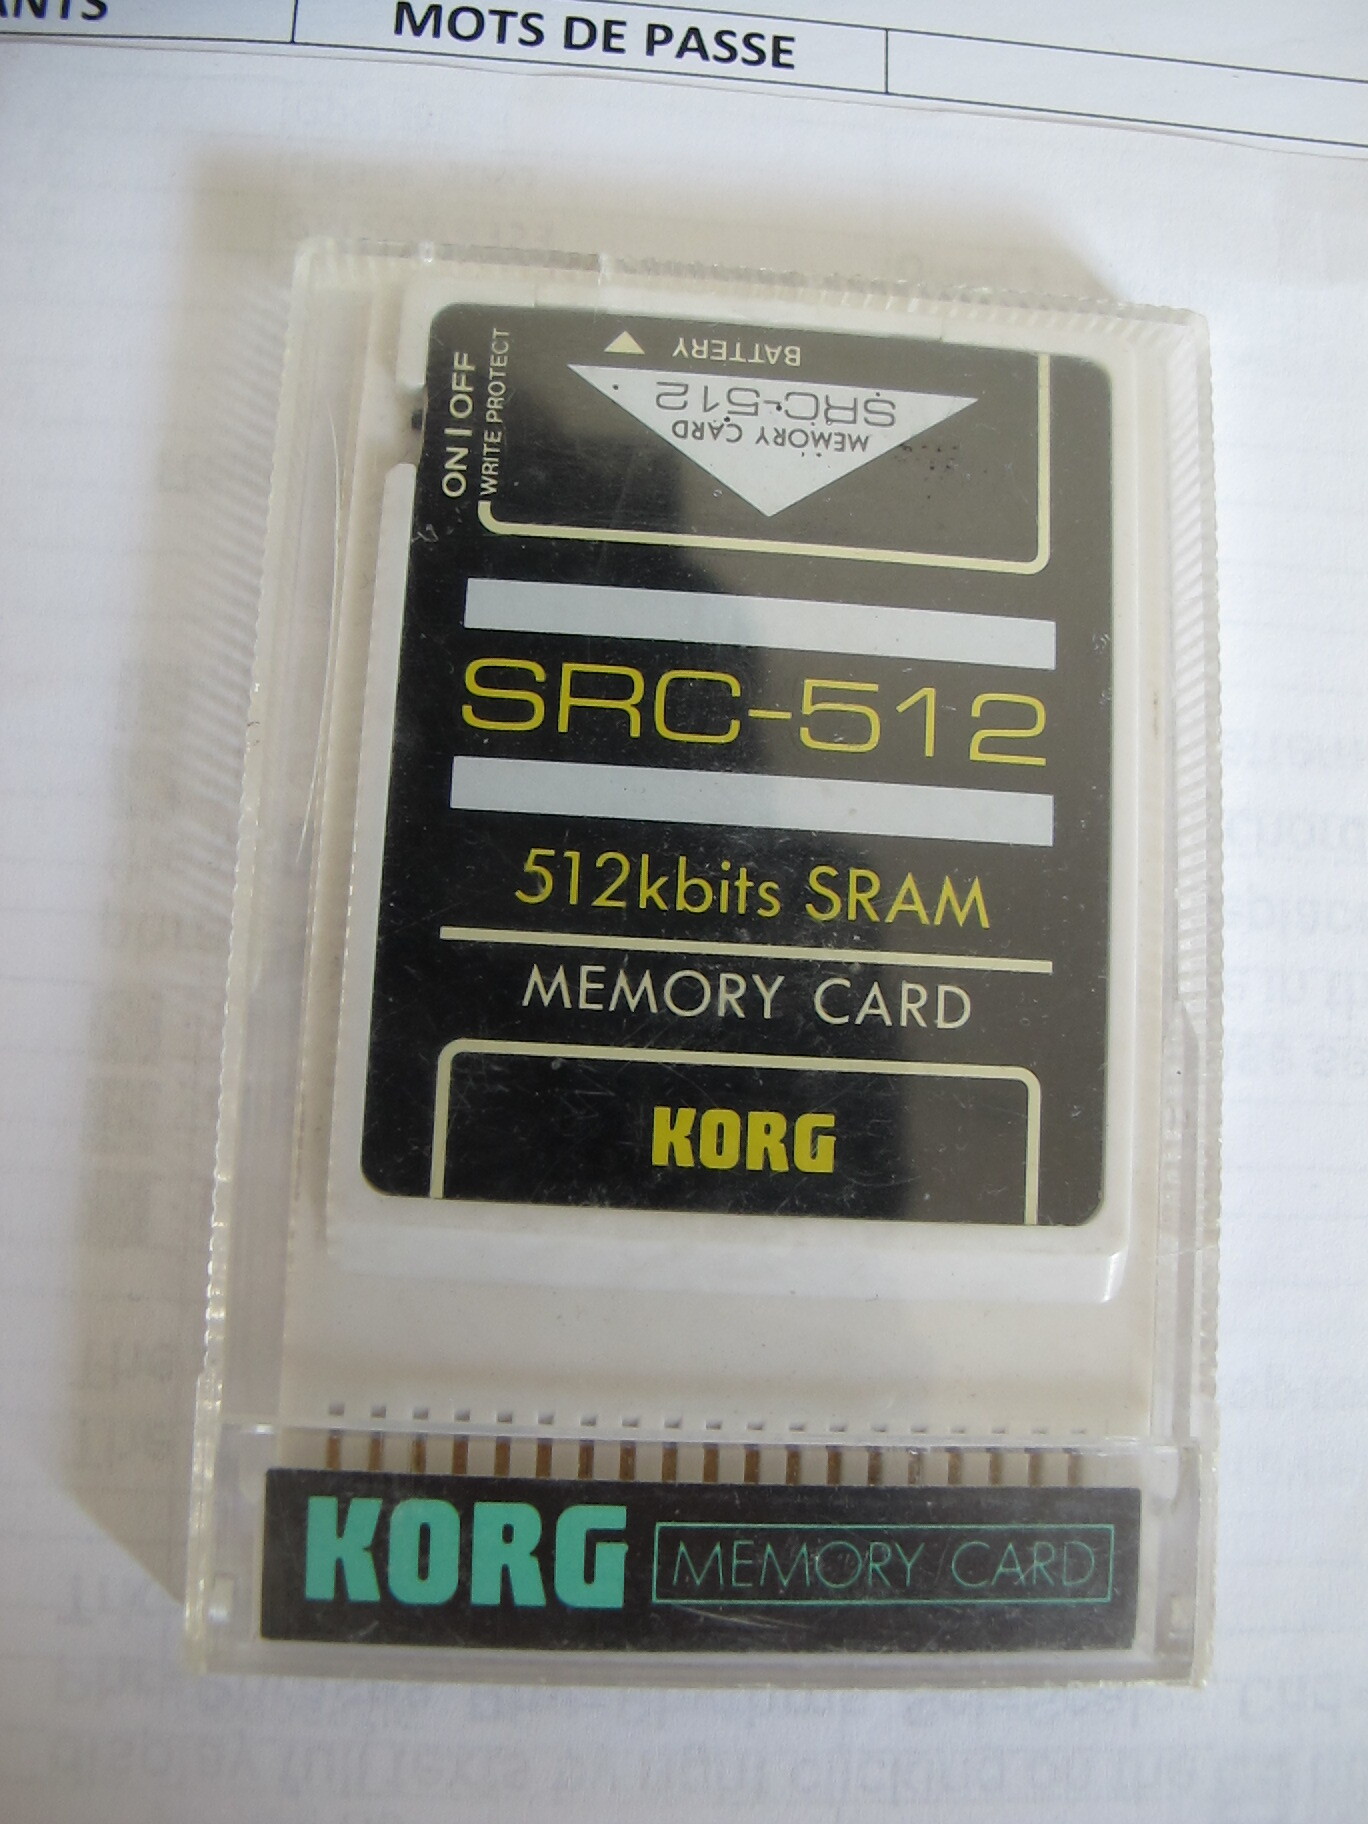 ANTS
MOTS DE PASSE
ON | OFF
WRITE PROTECT
BATTERY
SRC-512
MEMORY CARD
SRC-512
512kbits SRAM
MEMORY CARD
KORG
KORG MEMORY CARD